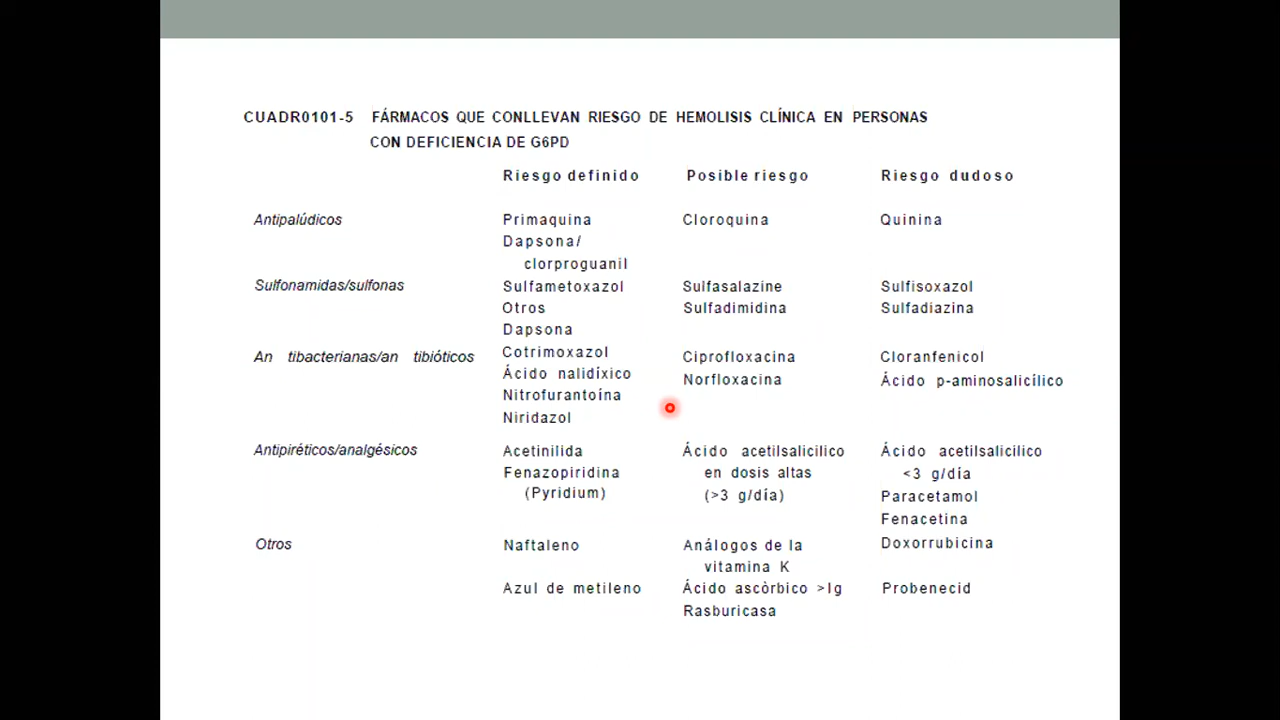 CUADR0101-5 FÁRMACOS QUE CONLLEVAN RIESGO DE HEMOLISIS CLÍNICA EN PERSONAS
CON DEFICIENCIA DE G6PD
Riesgo definido Posible riesgo Riesgo dudoso
Antipalúdicos Primaquina Cloroquina Quinina
Dapsona/
clorproguanil
Sulfonamidas/sulfonas Sulfametoxazol Sulfasalazine Sulfisoxazol
Otros Sulfadimidina Sulfadiazina
Dapsona
An tibacterianas/an tibióticos Cotrimoxazol Ciprofloxacina Cloranfenicol
Ácido nalidíxico Norfloxacina Ácido p-aminosalicílico
Nitrofurantoína
Niridazol
Antipiréticos/analgésicos Acetinilida Ácido acetilsalicilico Ácido acetilsalicilico
Fenazopiridina en dosis altas <3 g/día
(Pyridium) (>3 g/día) Paracetamol
Fenacetina
Otros Naftaleno Análogos de la Doxorrubicina
vitamina K
Azul de metileno Ácido ascòrbico >lg Probenecid
Rasburicasa